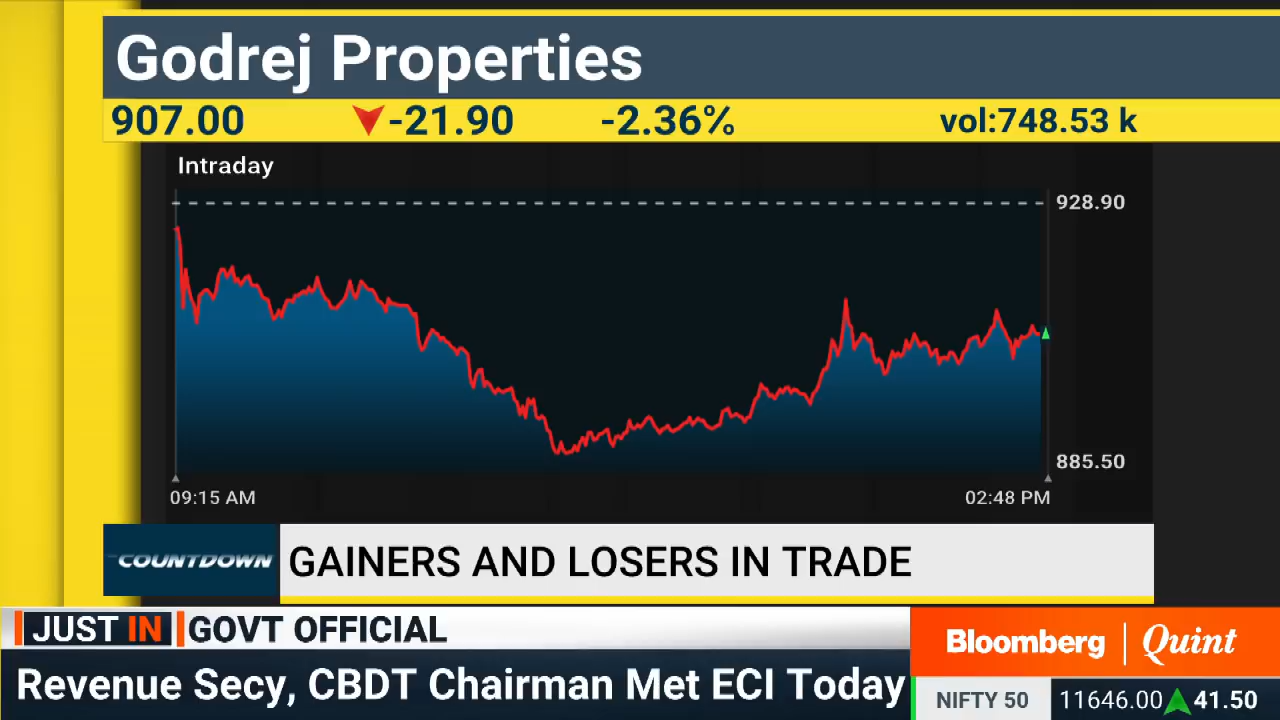 Godrej Properties
907.00 ▼-21.90 -2.36% vol:748.53 k
Intraday
928.90
885.50
09:15 AM 02:48 PM
COUNTDOWN GAINERS AND LOSERS IN TRADE
JUST IN GOVT OFFICIAL
Revenue Secy, CBDT Chairman Met ECI Today
Bloomberg | Quint
NIFTY 50 11646.00 ▲ 41.50